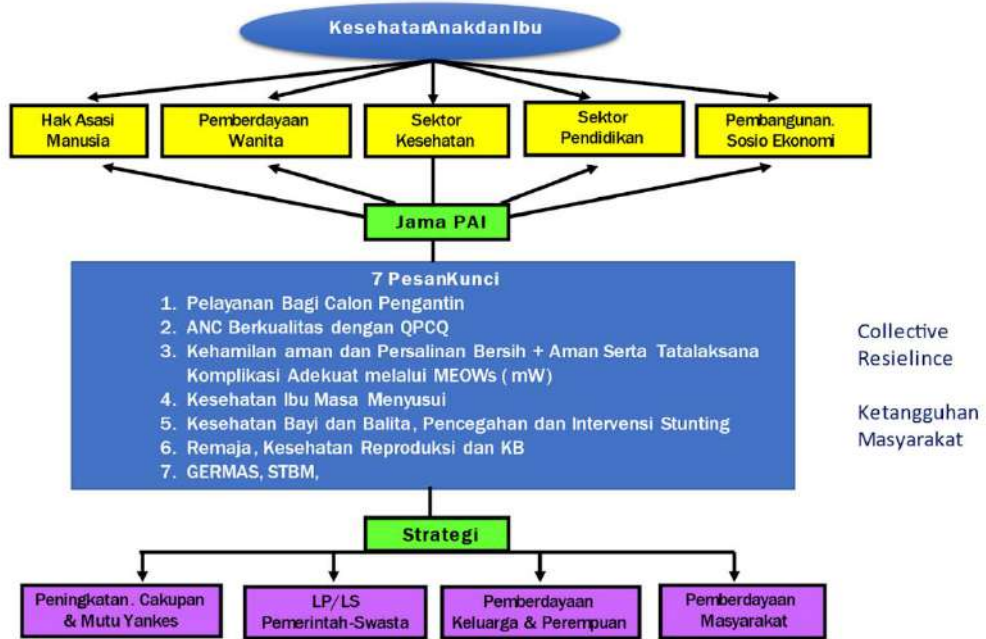 Kesehatan Anak dan Ibu
Hak Asasi
Manusia
Pemberdayaan
Wanita
Sektor
Kesehatan
Sektor
Pendidikan
Pembangunan.
Sosio Ekonomi
Jama PAI
7 PesanKunci
1. Pelayanan Bagi Calon Pengantin
2. ANC Berkualitas dengan QPCQ
3. Kehamilan aman dan Persalinan Bersih + Aman Serta Tatalaksana
Komplikasi Adekuat melalui MEOWs ( mW)
4. Kesehatan Ibu Masa Menyusui
5. Kesehatan Bayi dan Balita, Pencegahan dan Intervensi Stunting
6. Remaja, Kesehatan Reproduksi dan KB
7. GERMAS, STBM,
Collective
Resielince
Ketangguhan
Masyarakat
Strategi
Peningkatan. Cakupan
& Mutu Yankes
LP/LS
Pemerintah-Swasta
Pemberdayaan
Keluarga & Perempuan
Pemberdayaan
Masyarakat